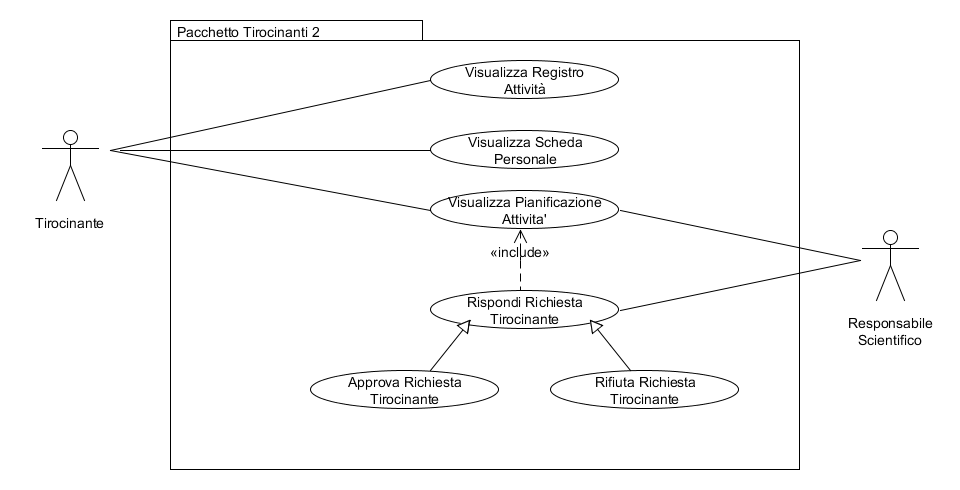 Pacchetto Tirocinanti 2
Visualizza Registro
Attività
Visualizza Scheda
Personale
Tirocinante
Visualizza Pianificazione
Attivita'
«include»
Rispondi Richiesta
Tirocinante
Responsabile
Scientifico
Approva Richiesta
Tirocinante
Rifiuta Richiesta
Tirocinante